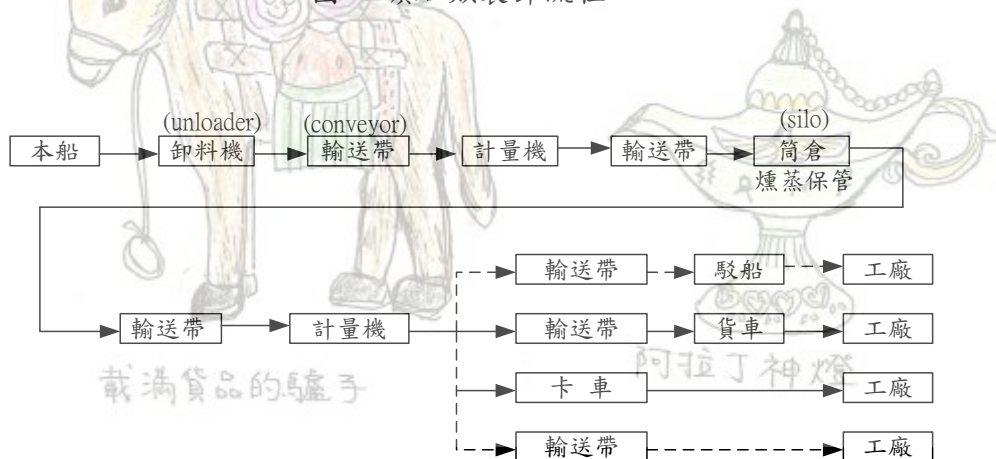 (unloader) (conveyor) (silo)
本船 卸料機 輸送帶 計量機 輸送帶 筒倉
燻蒸保管
輸送帶 駁船 工廠
輸送帶 計量機 輸送帶 貨車 工廠
載滿貨品的驢子 阿拉丁神燈
卡車 工廠
輸送帶 工廠